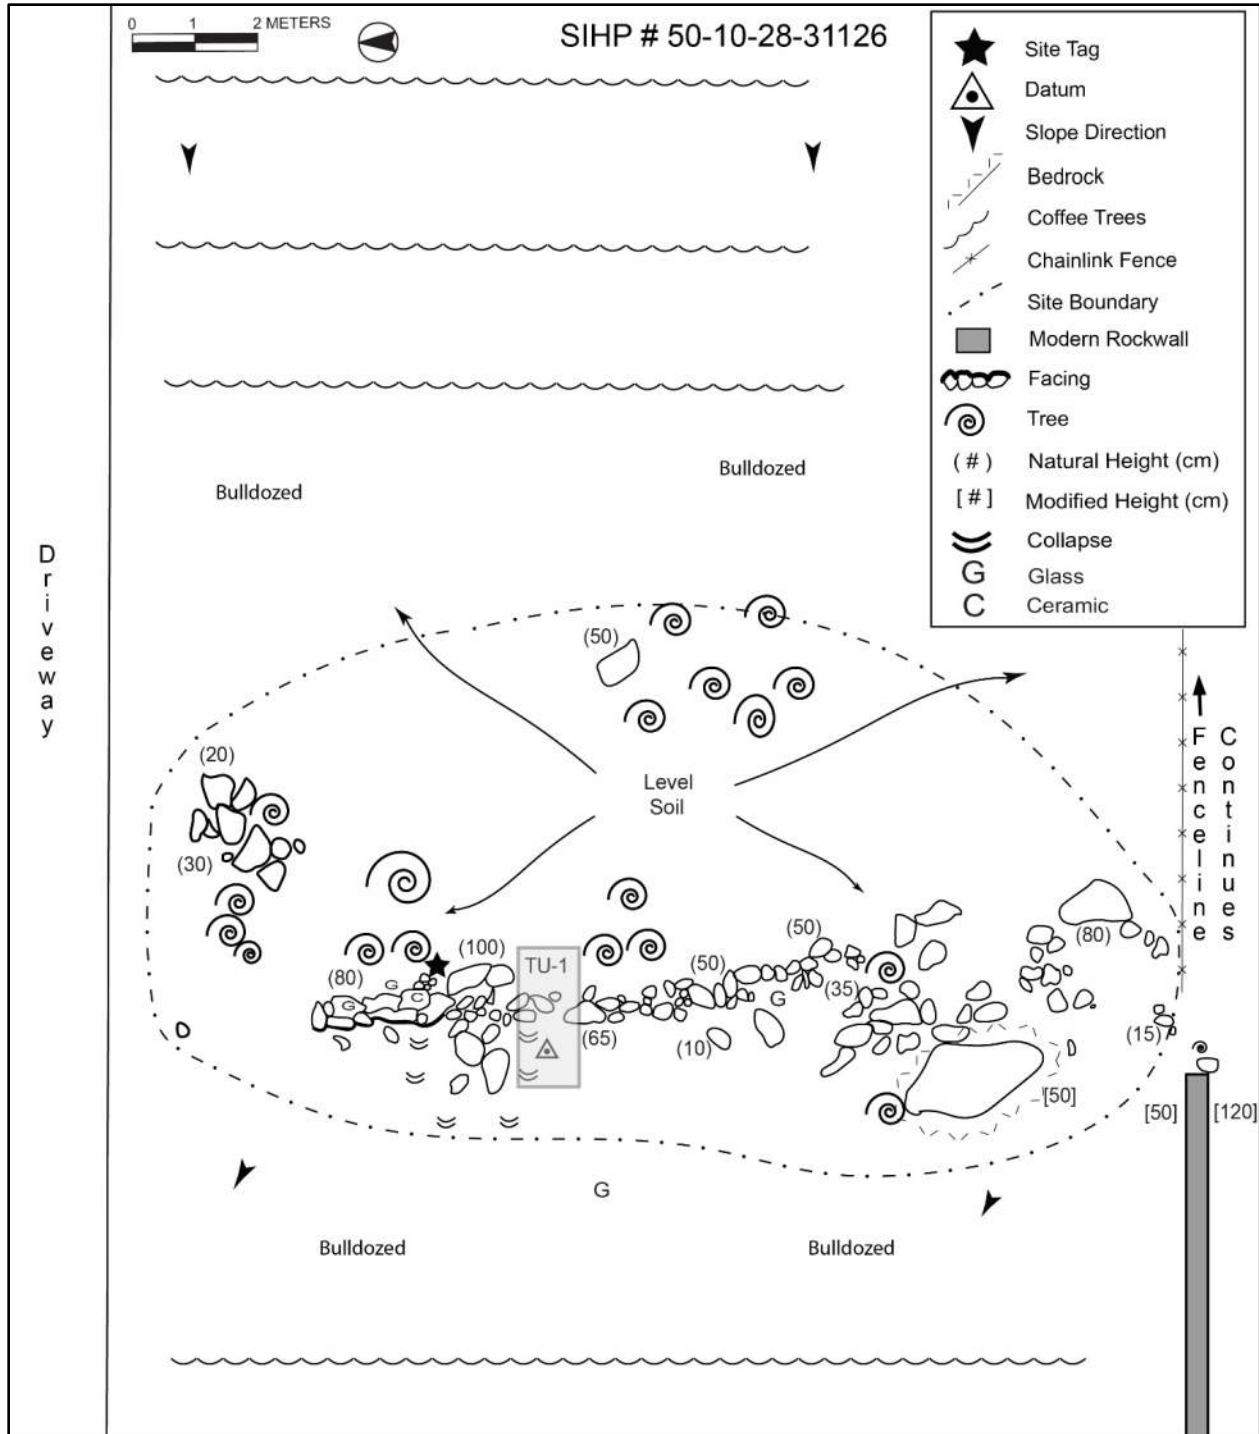 0 1 2 METERS
SIHP # 50-10-28-31126
Site Tag
Datum
Slope Direction
Bedrock
Coffee Trees
Chainlink Fence
Site Boundary
Modern Rockwall
Facing
Tree
( # ) Natural Height (cm)
[ # ] Modified Height (cm)
Collapse
G Glass
C Ceramic
Bulldozed
Bulldozed
Driveway
(50)
Level
Soil
Fenceline
Continues
(20)
(30)
(80)
(100)
TU-1
(50)
(50)
(80)
G
G
C
G
(35)
(65)
(10)
(15)
[50]
[50]
[120]
G
Bulldozed
Bulldozed